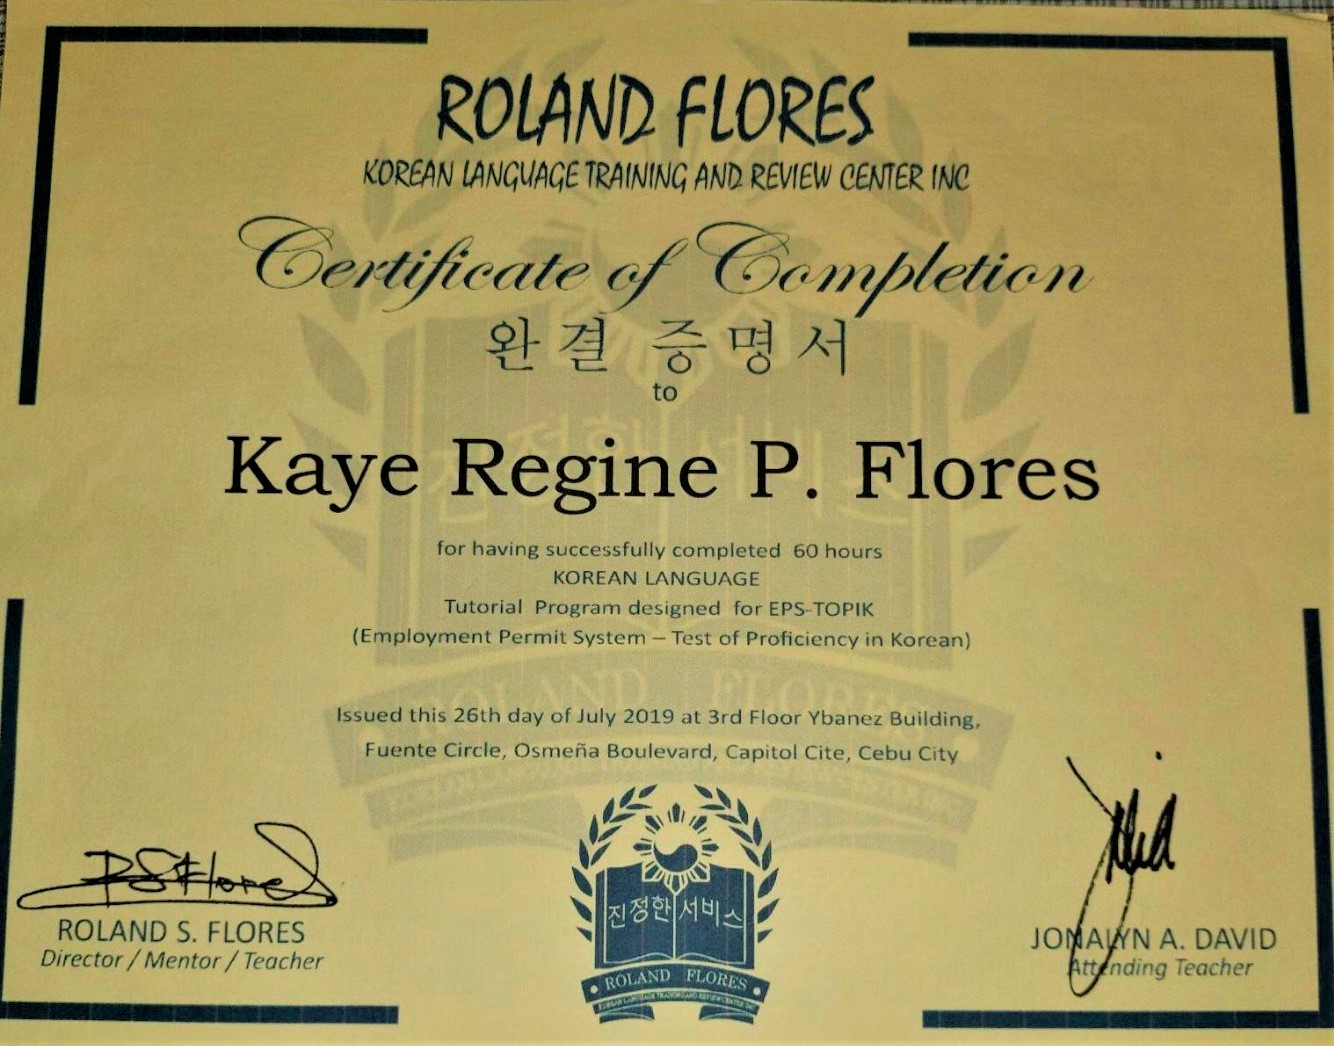 ROLAND FLORES
KOREAN LANGUAGE TRAINING AND REVIEW CENTER INC
Certificate of Completion
완결 증명서
to
Kaye Regine P. Flores
for having successfully completed 60 hours
KOREAN LANGUAGE
Tutorial Program designed for EPS-TOPIK
(Employment Permit System – Test of Proficiency in Korean)
Issued this 26th day of July 2019 at 3rd Floor Ybanez Building,
Fuente Circle, Osmeña Boulevard, Capitol Cite, Cebu City
RSFlores
ROLAND S. FLORES
Director / Mentor / Teacher
진정한 서비스
ROLAND FLORES
KOREAN LANGUAGE TRAINING AND REVIEW CENTER INC
JONALYN A. DAVID
Attending Teacher